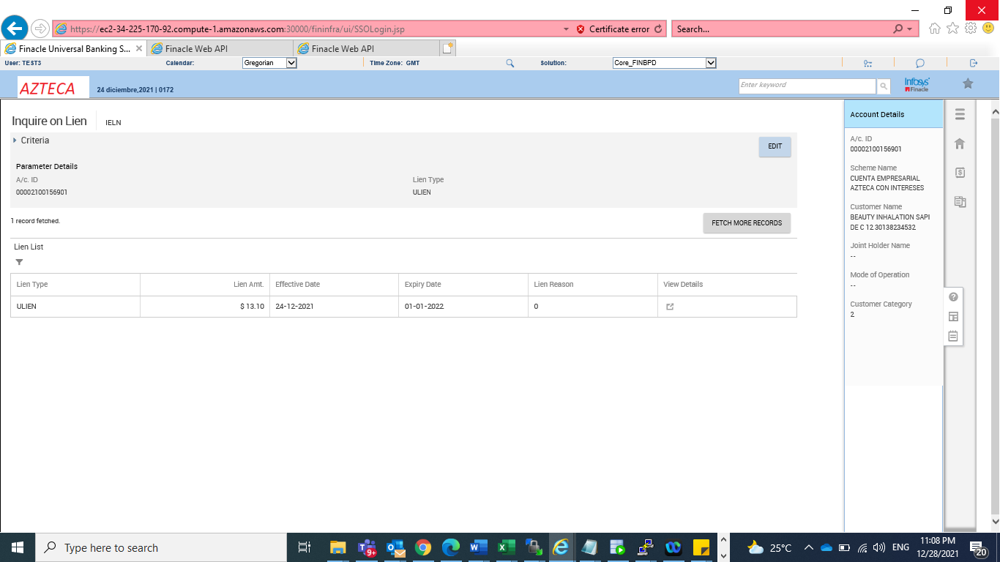 https://ec2-34-225-170-92.compute-1.amazonaws.com:30000/fininfra/ui/SSOLogin.jsp
Certificate error
Search...
Finacle Universal Banking S...
Finacle Web API
Finacle Web API
User: TEST3
Calendar:
Gregorian
Time Zone: GMT
Solution:
Core_FINBPD
AZTECA
24 diciembre,2021 | 0172
Enter keyword
Infosys
Finacle
Inquire on Lien
IELN
Criteria
EDIT
Parameter Details
A/c. ID
Lien Type
00002100156901
ULIEN
1 record fetched.
FETCH MORE RECORDS
Lien List
Lien Type Lien Amt. Effective Date Expiry Date Lien Reason View Details
ULIEN $ 13.10 24-12-2021 01-01-2022 0
Account Details
A/c. ID
00002100156901
Scheme Name
CUENTA EMPRESARIAL
AZTECA CON INTERESES
Customer Name
BEAUTY INHALATION SAPI
DE C 12 30138234532
Joint Holder Name
--
Mode of Operation
--
Customer Category
2
Type here to search
9+
25°C
ENG
11:08 PM
12/28/2021
20